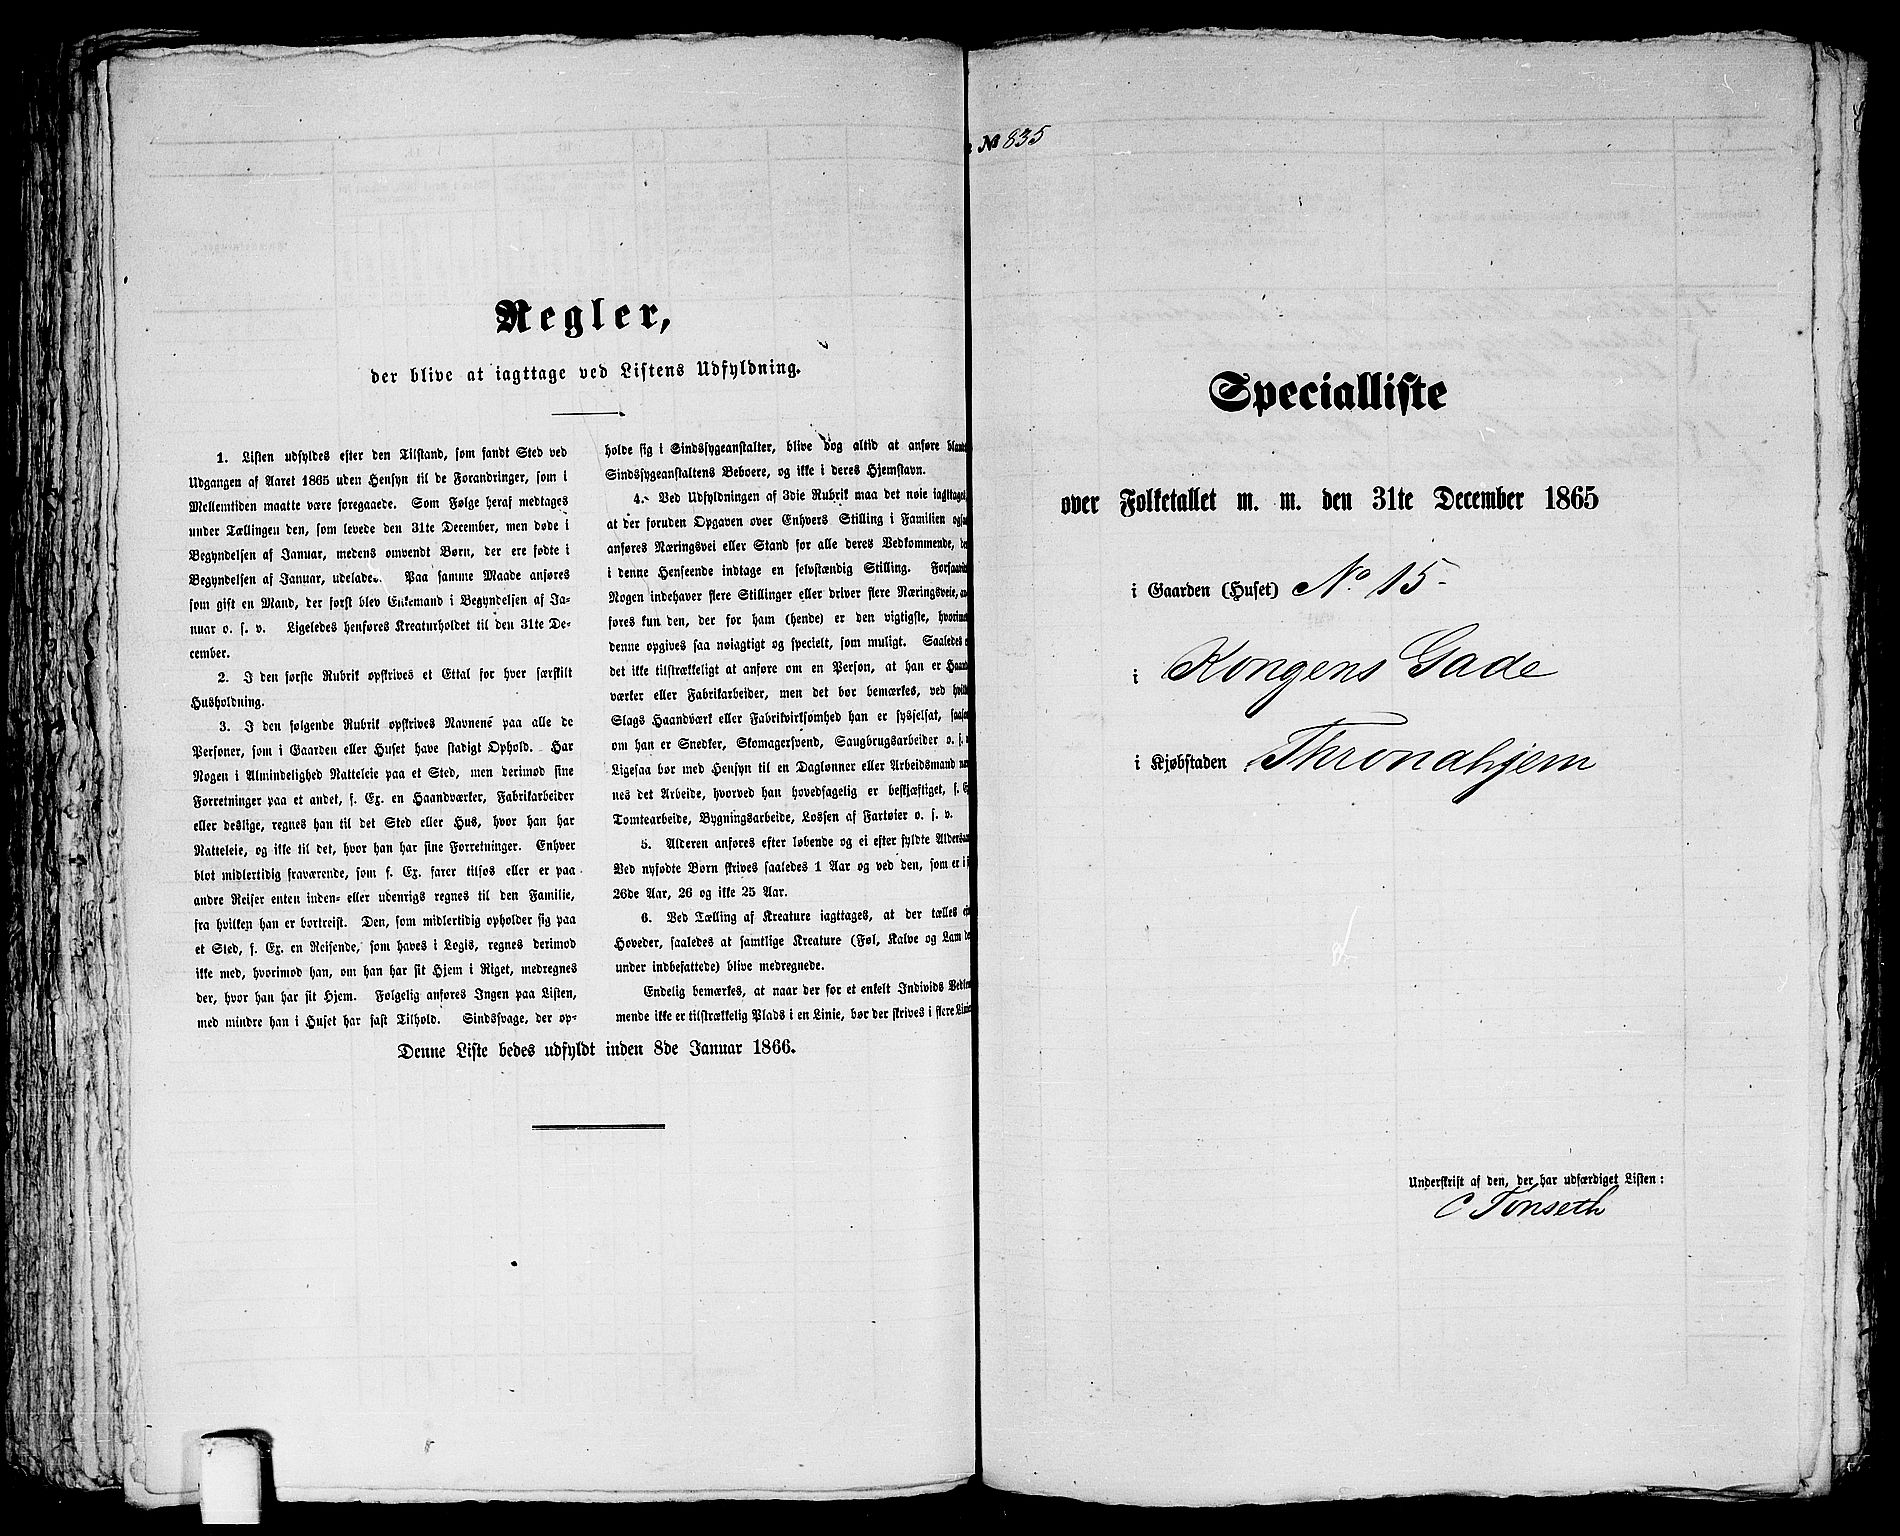 Regler,
der blive at iagttage ved Listens Udfyldning.
1. Listen udfyldes efter den Tilstand, som fandt Sted ved
Udgangen af Aaret 1865 uden Hensyn til de Forandringer, som i
Mellemtiden maatte være foregaaede. Som Følge heraf medtages
under Tællingen den, som levede den 31te December, men døde i
Begyndelsen af Januar, medens omvendt Børn, der ere fødte i
Begyndelsen af Januar, udelades. Paa samme Maade anføres
som gift en Mand, der først blev Enkemand i Begyndelsen af Ja-
nuar o. s. v. Ligeledes henføres Kreaturholdet til den 31te De-
cember.
2. I den første Rubrik opskrives et Ettal for hver særskilt
Husholdning.
3. I den følgende Rubrik opskrives Navnene paa alle de
Personer, som i Gaarden eller Huset have stadigt Ophold. Har
Nogen i Almindelighed Natteleie paa et Sted, men derimod sine
Forretninger paa et andet, f. Ex. en Haandværker, Fabrikarbeider
eller deslige, regnes han til det Sted eller Hus, hvor han har
Natteleie, og ikke til det, hvor han har sine Forretninger. Enhver
blot midlertidig fraværende, som f. Ex. farer tilsøs eller er paa
andre Reiser enten inden- eller udenrigs regnes til den Familie,
fra hvilken han er bortreist. Den, som midlertidig opholder sig paa
et Sted, f. Ex. en Reisende, som haves i Logis, regnes derimod
ikke med, hvorimod han, om han har sit Hjem i Riget, medregnes
der, hvor han har sit Hjem. Følgelig anføres Ingen paa Listen,
med mindre han i Huset har fast Tilhold. Sindssvage, der op-
holde sig i Sindssygeanstalter, blive dog altid at anføre blandt
Sindssygeanstaltens Beboere, og ikke i deres Hjemstavn.
4. Ved Udfyldningen af 3die Rubrik maa det nøie iagttages,
at der foruden Opgaven over Enhvers Stilling i Familien ogsaa
anføres Næringsvei eller Stand for alle deres Vedkommende, de
i denne Henseende indtage en selvstændig Stilling. Forsaavidt
Nogen indehaver flere Stillinger eller driver flere Næringsveie, an
føres kun den, der for ham (hende) er den vigtigste, hvorimod
denne opgives saa nøiagtigt og specielt, som muligt. Saaledes e
det ikke tilstrækkeligt at anføre om en Person, at han er Haand
værker eller Fabrikarbeider, men det bør bemærkes, ved hvilke
Slags Haandværk eller Fabrikvirksomhed han er sysselsat, saasom
om han er Snedker, Skomagersvend, Saugbrugsarbeider o. s. v
Ligesaa bør med Hensyn til en Daglønner eller Arbeidsmand næv
nes det Arbeide, hvorved han hovedsagelig er beskjæftiget, f. E
Tomtearbeide, Bygningsarbeide, Lossen af Fartøier o. s. v.
5. Alderen anføres efter løbende og ei efter fyldte Aldersaar
Ved nyfødte Børn skrives saaledes 1 Aar og ved den, som er i s
26de Aar, 26 og ikke 25 Aar.
6. Ved Tælling af Kreature iagttages, at der tælles efter
Hoveder, saaledes at samtlige Kreature (Føl, Kalve og Lam de
under indbefattede) blive medregnede.
Endelig bemærkes, at naar der for et enkelt Individs Vedkom
mende ikke er tilstrækkelig Plads i en Linie, bør der skrives i flere Linie
Denne Liste bedes udfyldt inden 8de Januar 1866.
№ 835
Specialliste
over Folketallet m. m. den 31te December 1865
i Gaarden (Huset) No. 15-
i Kongens Gade
i Kjøbstaden Throndhjem
Underskrift af den, der har udfærdiget Listen:
C Tønseth